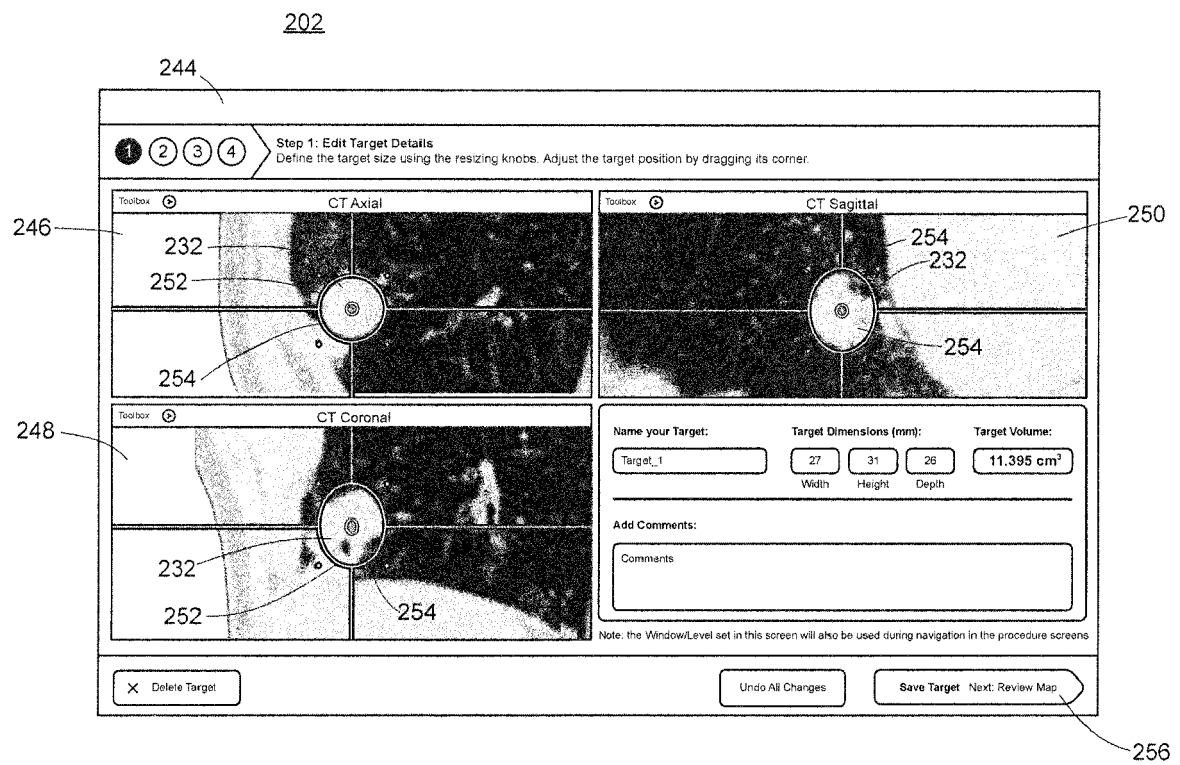 202
244
1 2 3 4
Step 1: Edit Target Details
Define the target size using the resizing knobs. Adjust the target position by dragging its corner.
Toolbox CT Axial
Toolbox CT Sagittal
246
232
252
254
254
232
254
250
Toolbox CT Coronal
248
232
252
254
Name your Target: Target Dimensions (mm): Target Volume:
Target_1 27 31 26 11.395 cm³
Width Height Depth
Add Comments:
Comments
Note: the Window/Level set in this screen will also be used during navigation in the procedure screens
X Delete Target Undo All Changes Save Target Next: Review Map
256